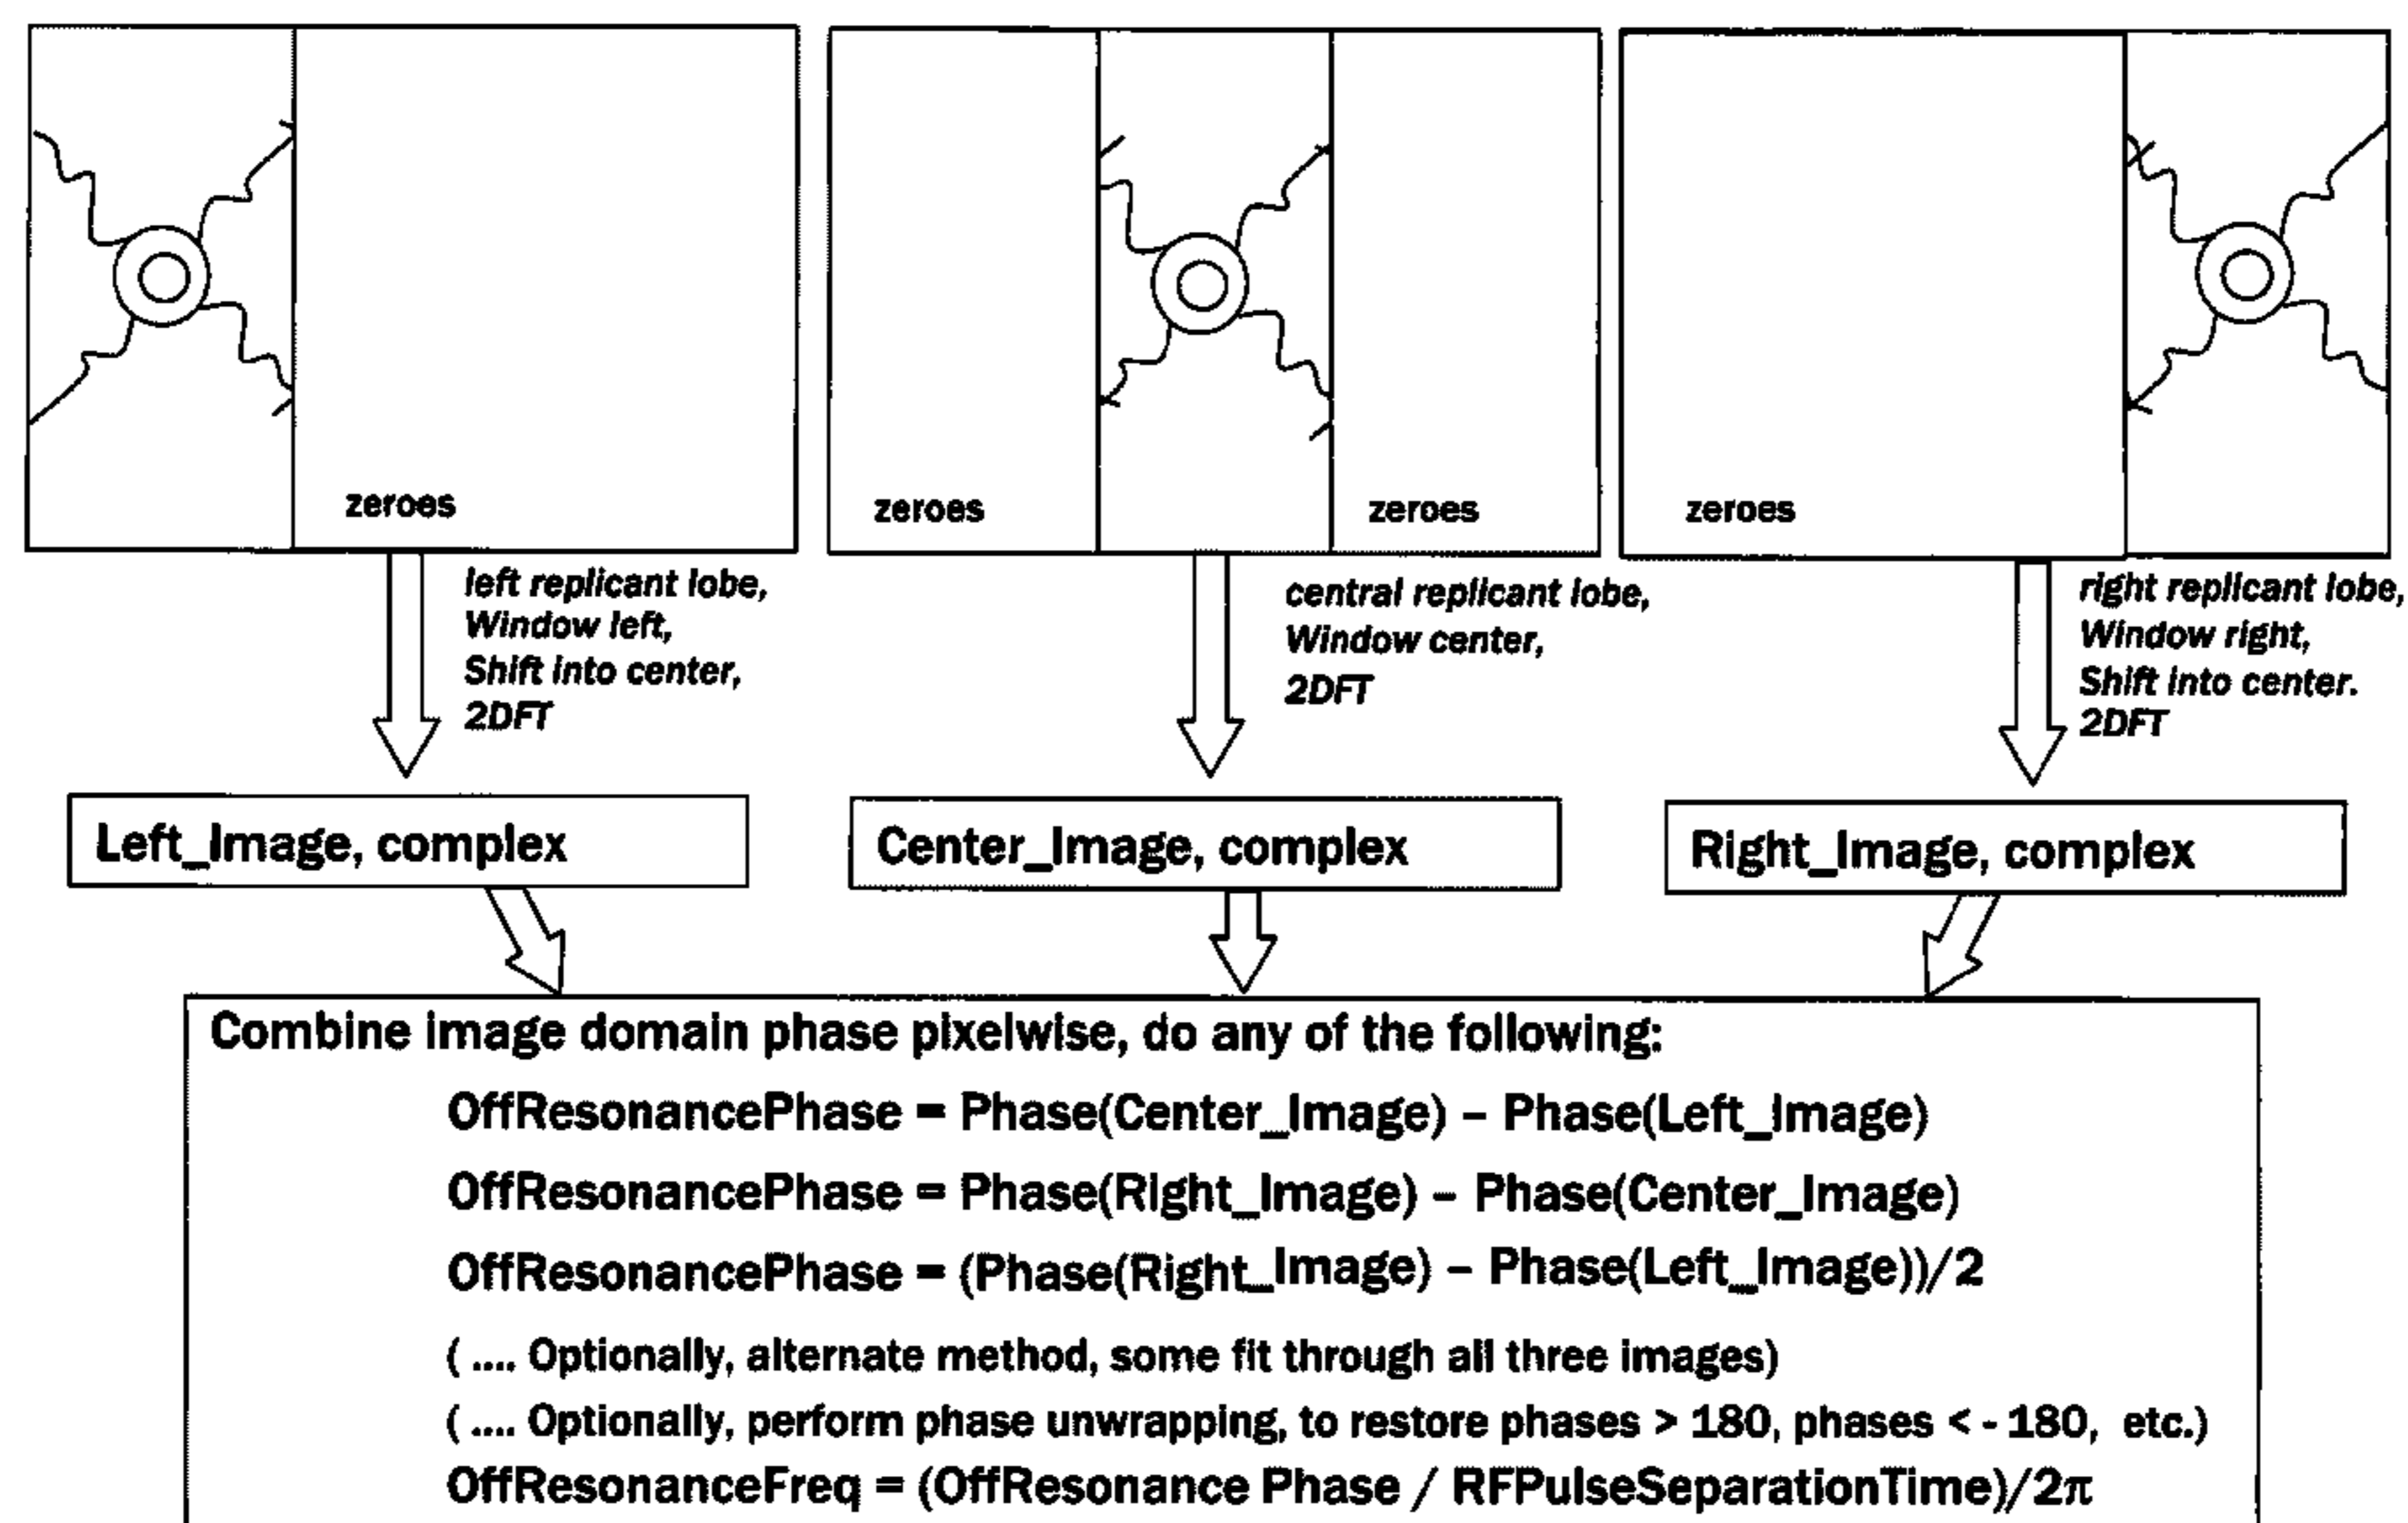 zeroes
zeroes
zeroes
zeroes
left replicant lobe,
Window left,
Shift into center,
2DFT
central replicant lobe,
Window center,
2DFT
right replicant lobe,
Window right,
Shift into center.
2DFT
Left_Image, complex
Center_Image, complex
Right_Image, complex
Combine image domain phase pixelwise, do any of the following:
OffResonancePhase = Phase(Center_Image) – Phase(Left_Image)
OffResonancePhase = Phase(Right_Image) – Phase(Center_Image)
OffResonancePhase = (Phase(Right_Image) – Phase(Left_Image))/2
( .... Optionally, alternate method, some fit through all three images)
( .... Optionally, perform phase unwrapping, to restore phases > 180, phases < - 180, etc.)
OffResonanceFreq = (OffResonance Phase / RFPulseSeparationTime)/2π